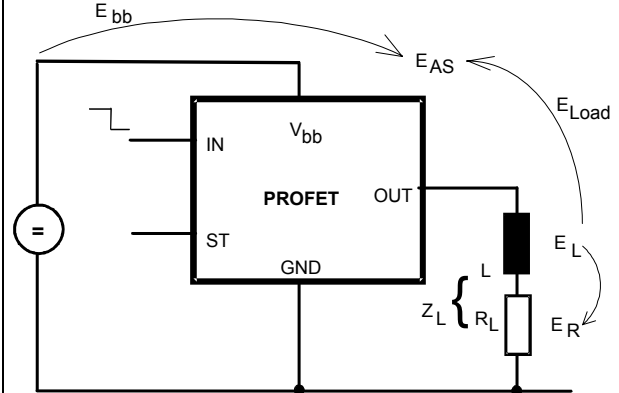 E bb
E AS
E Load
IN
V bb
PROFET
OUT
=
ST
GND
L
E L
Z L { R L
E R